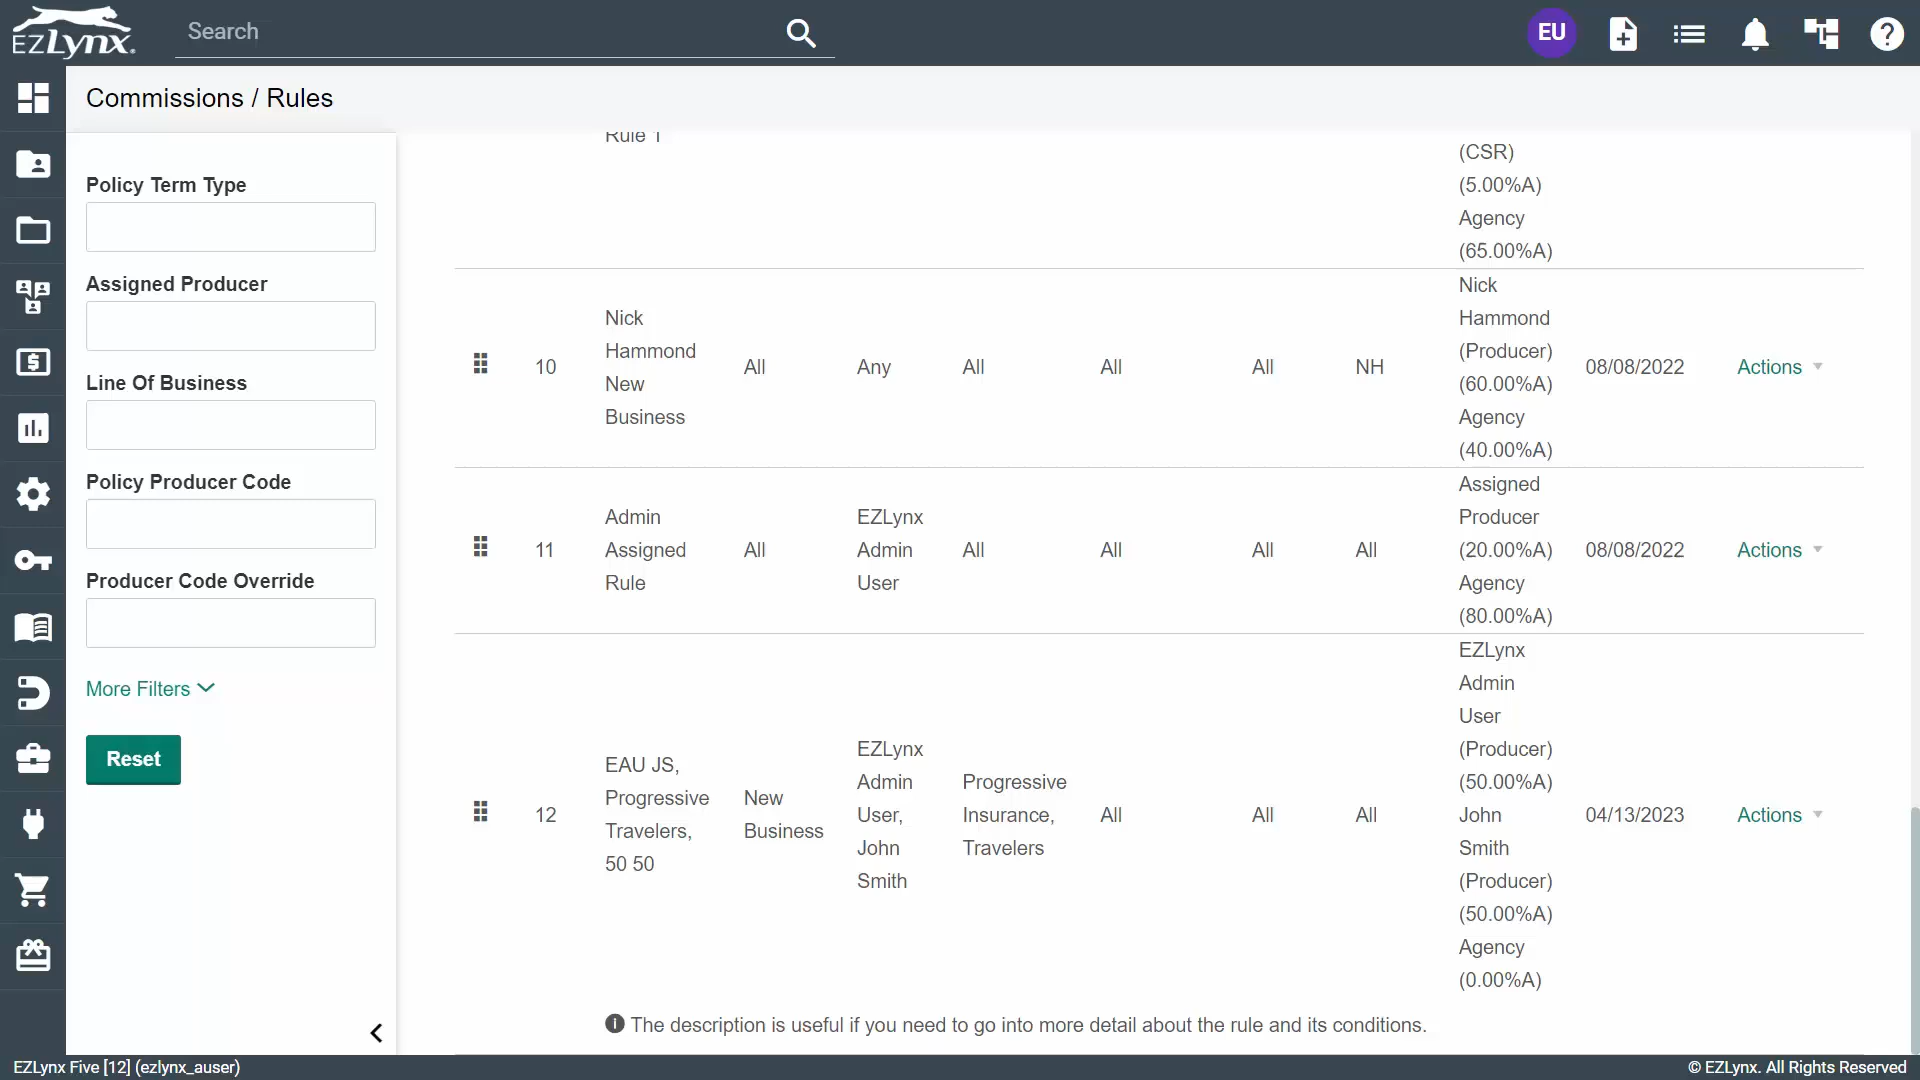 EZLynx
Search
EU
Commissions / Rules
Policy Term Type
Assigned Producer
Line Of Business
Policy Producer Code
Producer Code Override
More Filters
Reset
Rule 1
(CSR)
(5.00%A)
Agency
(65.00%A)
10
Nick
Hammond
New
Business
All
Any
All
All
All
NH
Nick
Hammond
(Producer)
(60.00%A)
Agency
(40.00%A)
08/08/2022
Actions
11
Admin
Assigned
Rule
All
EZLynx
Admin
User
All
All
All
All
Assigned
Producer
(20.00%A)
Agency
(80.00%A)
08/08/2022
Actions
12
EAU JS,
Progressive
Travelers,
50 50
New
Business
EZLynx
Admin
User,
John
Smith
Progressive
Insurance,
Travelers
All
All
All
EZLynx
Admin
User
(Producer)
(50.00%A)
John
Smith
(Producer)
(50.00%A)
Agency
(0.00%A)
04/13/2023
Actions
The description is useful if you need to go into more detail about the rule and its conditions.
EZLynx Five [12] (ezlynx_auser)
© EZLynx. All Rights Reserved